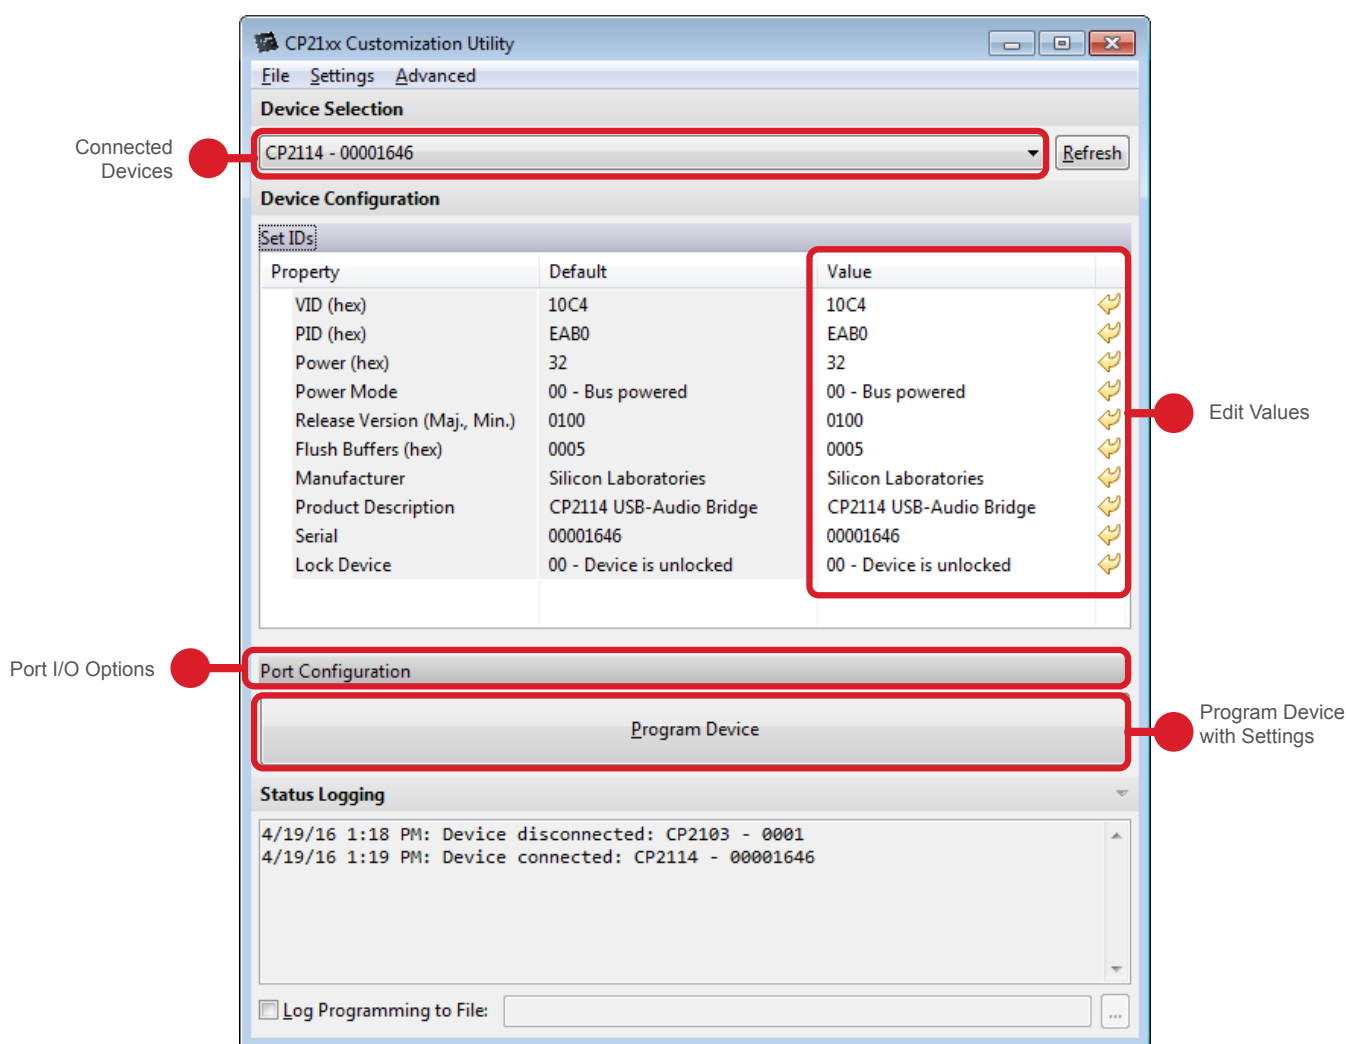 CP21xx Customization Utility
File Settings Advanced
Device Selection
Connected
Devices
CP2114 - 00001646
Refresh
Device Configuration
Set IDs
Property Default Value
VID (hex) 10C4 10C4
PID (hex) EAB0 EAB0
Power (hex) 32 32
Power Mode 00 - Bus powered 00 - Bus powered
Release Version (Maj., Min.) 0100 0100
Edit Values
Flush Buffers (hex) 0005 0005
Manufacturer Silicon Laboratories Silicon Laboratories
Product Description CP2114 USB-Audio Bridge CP2114 USB-Audio Bridge
Serial 00001646 00001646
Lock Device 00 - Device is unlocked 00 - Device is unlocked
Port I/O Options
Port Configuration
Program Device
Program Device
with Settings
Status Logging
4/19/16 1:18 PM: Device disconnected: CP2103 - 0001
4/19/16 1:19 PM: Device connected: CP2114 - 00001646
Log Programming to File:
...